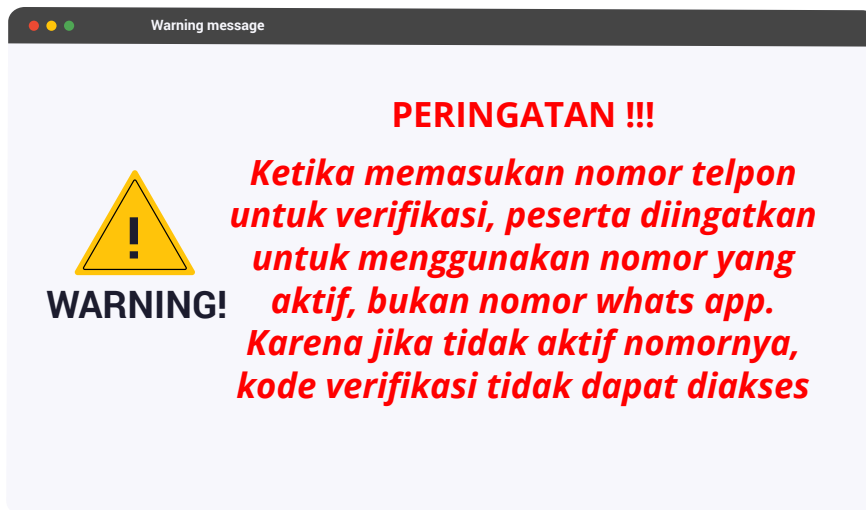 Warning message
PERINGATAN !!!
Ketika memasukan nomor telpon
untuk verifikasi, peserta diingatkan
untuk menggunakan nomor yang
aktif, bukan nomor whats app.
Karena jika tidak aktif nomornya,
kode verifikasi tidak dapat diakses
!
WARNING!